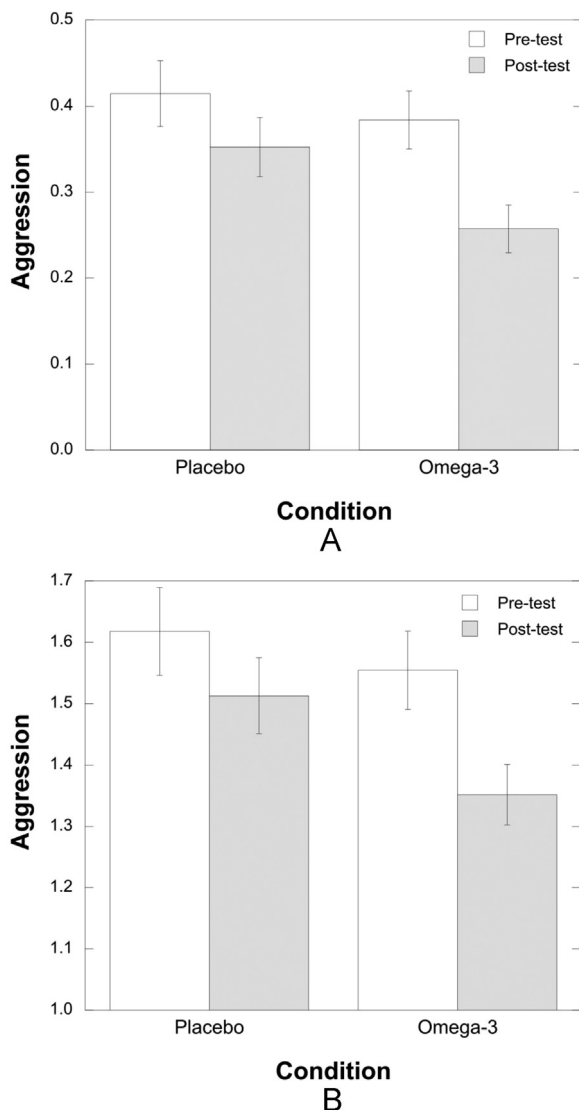 0.5
Pre-test
Post-test
0.4
0.3
0.2
0.1
0.0
Aggression
Placebo Omega-3
Condition
A
1.7
Pre-test
Post-test
1.6
1.5
1.4
1.3
1.2
1.1
1.0
Aggression
Placebo Omega-3
Condition
B